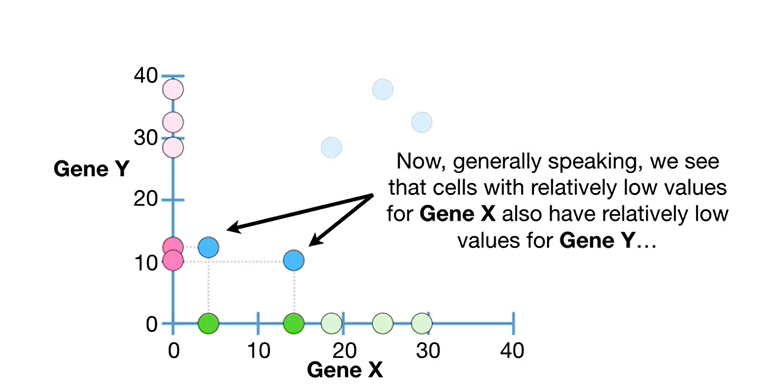 40
30
Gene Y
20
10
0
0 10 20 30 40
Gene X
Now, generally speaking, we see
that cells with relatively low values
for Gene X also have relatively low
values for Gene Y…